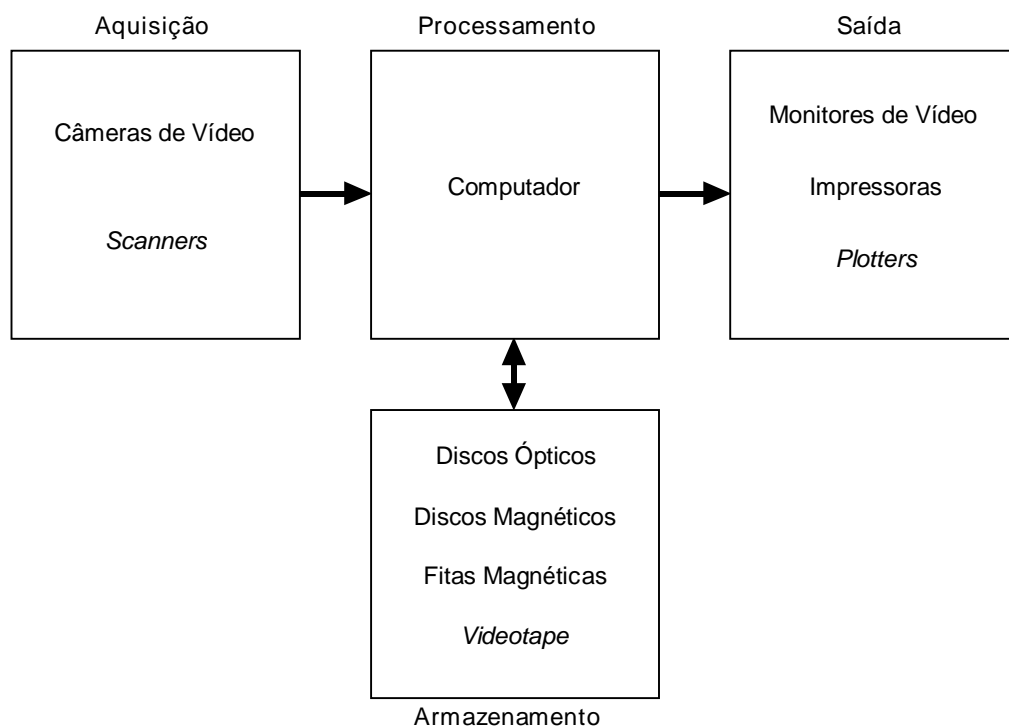 Aquisição
Câmeras de Vídeo
Scanners
Processamento
Computador
Saída
Monitores de Vídeo
Impressoras
Plotters
Discos Ópticos
Discos Magnéticos
Fitas Magnéticas
Videotape
Armazenamento